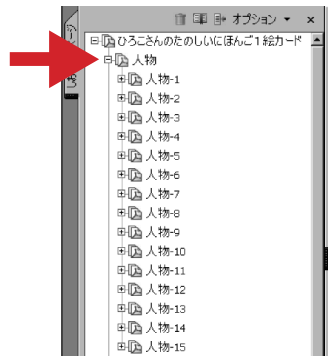 オプション
ひろこさんのたのしいにほんご1 絵カード
人物
人物-1
人物-2
人物-3
人物-4
人物-5
人物-6
人物-7
人物-8
人物-9
人物-10
人物-11
人物-12
人物-13
人物-14
人物-15